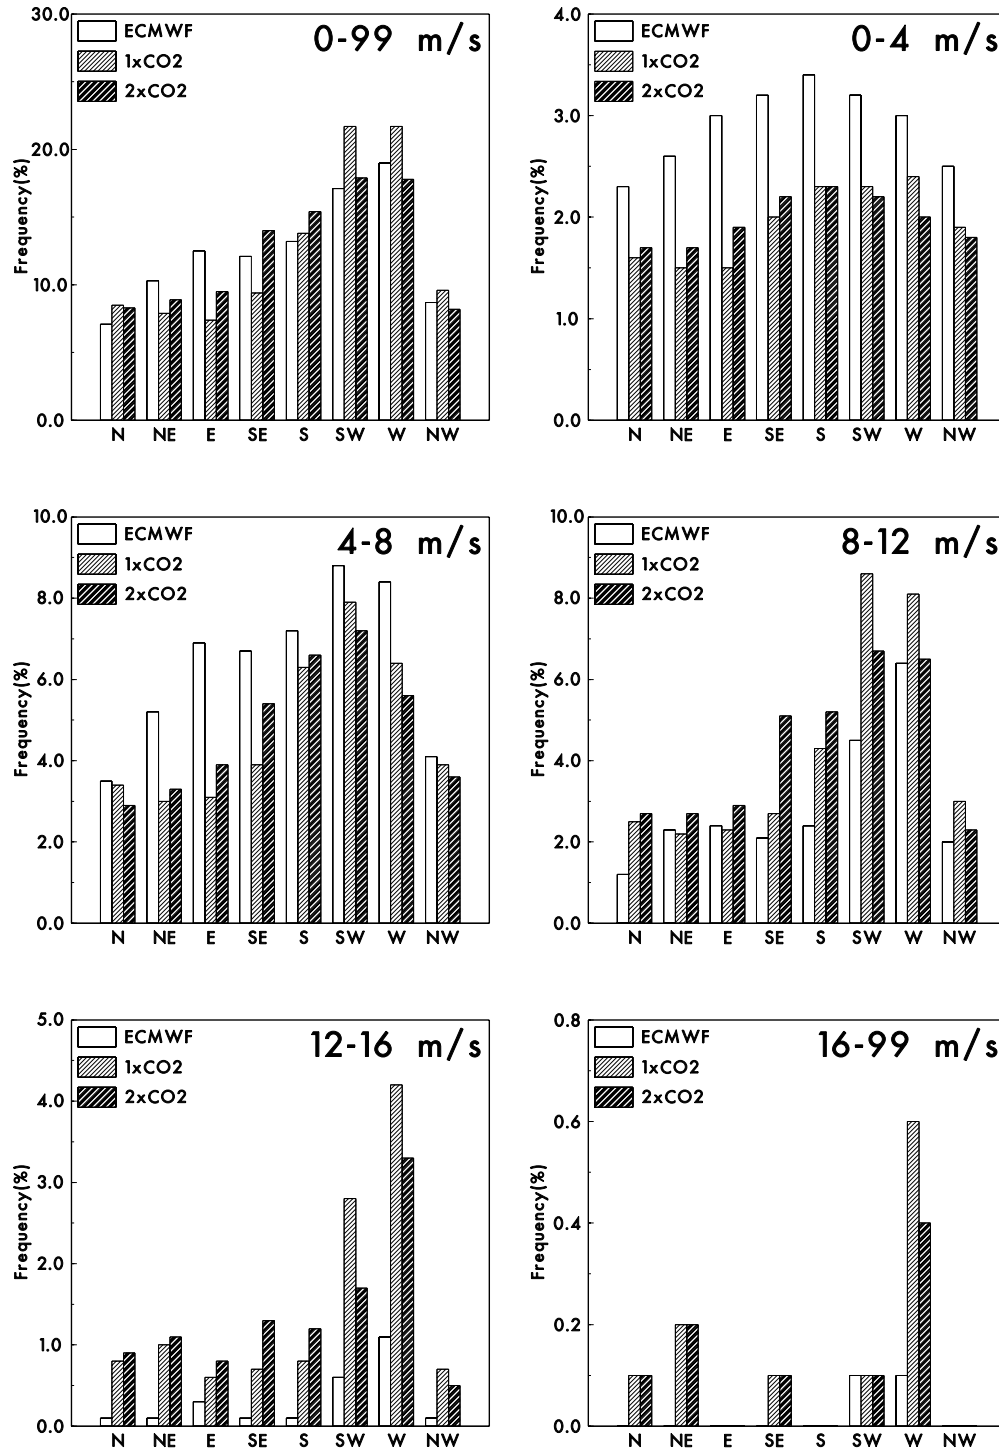 0-99 m/s
ECMWF
1xCO2
2xCO2
Frequency(%)
30.0
20.0
10.0
0.0
N NE E SE S SW W NW
0-4 m/s
ECMWF
1xCO2
2xCO2
Frequency(%)
4.0
3.0
2.0
1.0
0.0
N NE E SE S SW W NW
4-8 m/s
ECMWF
1xCO2
2xCO2
Frequency(%)
10.0
8.0
6.0
4.0
2.0
0.0
N NE E SE S SW W NW
8-12 m/s
ECMWF
1xCO2
2xCO2
Frequency(%)
10.0
8.0
6.0
4.0
2.0
0.0
N NE E SE S SW W NW
12-16 m/s
ECMWF
1xCO2
2xCO2
Frequency(%)
5.0
4.0
3.0
2.0
1.0
0.0
N NE E SE S SW W NW
16-99 m/s
ECMWF
1xCO2
2xCO2
Frequency(%)
0.8
0.6
0.4
0.2
0.0
N NE E SE S SW W NW